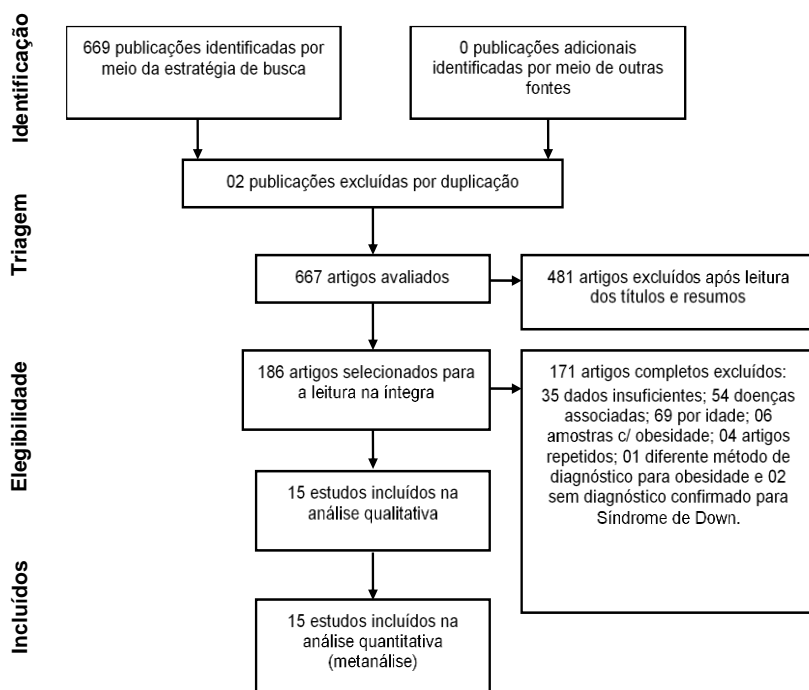 Identificação
669 publicações identificadas por
meio da estratégia de busca
0 publicações adicionais
identificadas por meio de outras
fontes
02 publicações excluídas por duplicação
Triagem
667 artigos avaliados
481 artigos excluídos após leitura
dos títulos e resumos
Elegibilidade
186 artigos selecionados para
a leitura na íntegra
171 artigos completos excluídos:
35 dados insuficientes; 54 doenças
associadas; 69 por idade; 06
amostras c/ obesidade; 04 artigos
repetidos; 01 diferente método de
diagnóstico para obesidade e 02
sem diagnóstico confirmado para
Síndrome de Down.
15 estudos incluídos na
análise qualitativa
Incluídos
15 estudos incluídos na
análise quantitativa
(metanálise)